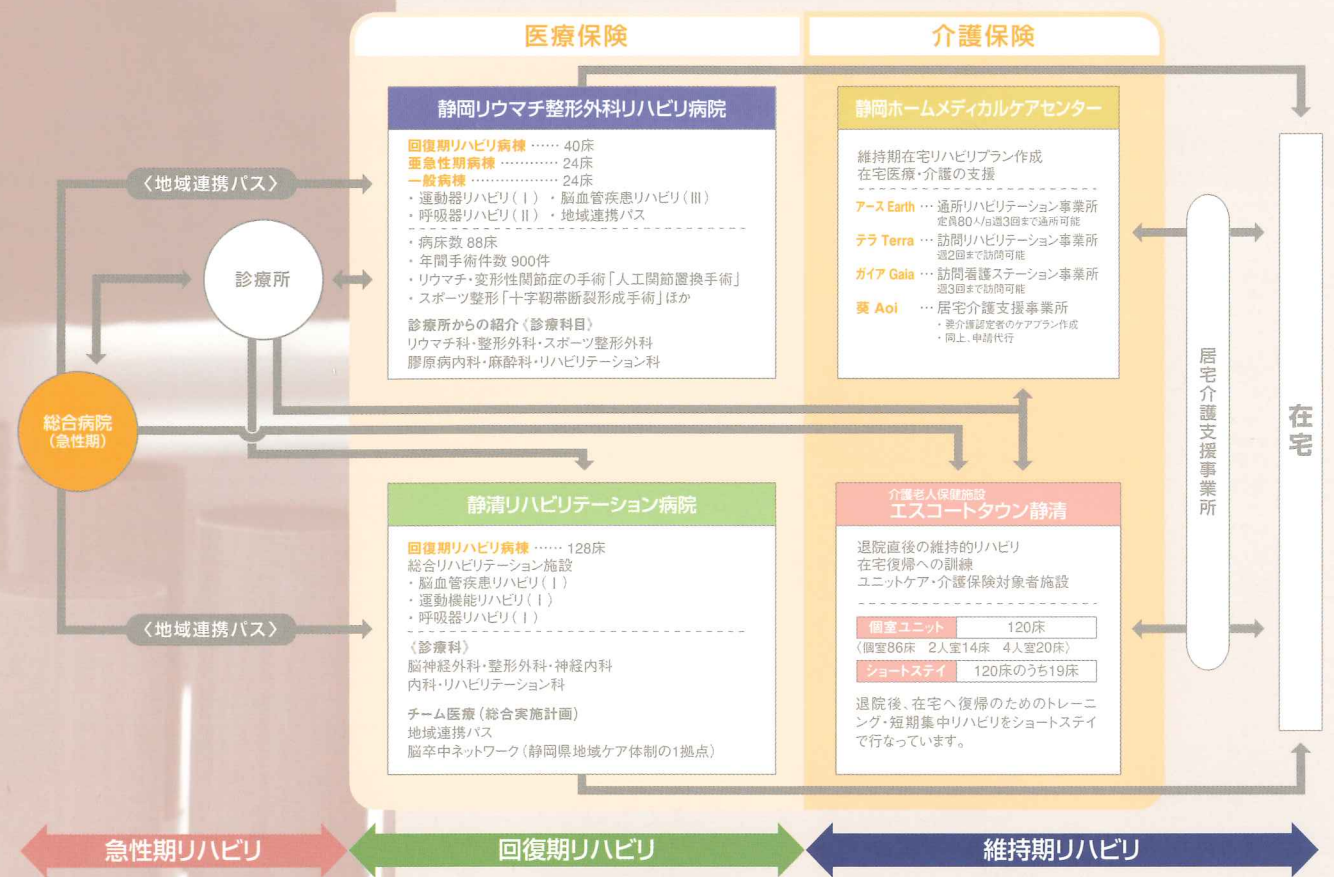 医療保険
介護保険
〈地域連携パス〉
診療所
総合病院
(急性期)
〈地域連携パス〉
静岡リウマチ整形外科リハビリ病院
回復期リハビリ病棟 …… 40床
亜急性期病棟 ………… 24床
一般病棟 ……………… 24床
・運動器リハビリ(Ⅰ) ・脳血管疾患リハビリ(Ⅲ)
・呼吸器リハビリ(Ⅱ) ・地域連携パス
・病床数 88床
・年間手術件数 900件
・リウマチ・変形性関節症の手術「人工関節置換手術」
・スポーツ整形「十字靭帯断裂形成手術」ほか
診療所からの紹介《診療科目》
リウマチ科・整形外科・スポーツ整形外科
膠原病内科・麻酔科・リハビリテーション科
静岡ホームメディカルケアセンター
維持期在宅リハビリプラン作成
在宅医療・介護の支援
アース Earth … 通所リハビリテーション事業所
定員80人/日週3回まで通所可能
テラ Terra … 訪問リハビリテーション事業所
週2回まで訪問可能
ガイア Gaia … 訪問看護ステーション事業所
週3回まで訪問可能
葵 Aoi … 居宅介護支援事業所
・要介護認定者のケアプラン作成
・同上、申請代行
静清リハビリテーション病院
回復期リハビリ病棟 …… 128床
総合リハビリテーション施設
・脳血管疾患リハビリ(Ⅰ)
・運動機能リハビリ(Ⅰ)
・呼吸器リハビリ(Ⅰ)
《診療科》
脳神経外科・整形外科・神経内科
内科・リハビリテーション科
チーム医療(総合実施計画)
地域連携パス
脳卒中ネットワーク(静岡県地域ケア体制の1拠点)
介護老人保健施設
エスコートタウン静清
退院直後の維持的リハビリ
在宅復帰への訓練
ユニットケア・介護保険対象者施設
個室ユニット 120床
〈個室86床 2人室14床 4人室20床〉
ショートステイ 120床のうち19床
退院後、在宅へ復帰のためのトレーニ
ング・短期集中リハビリをショートステイ
で行なっています。
居宅介護支援事業所
在宅
急性期リハビリ
回復期リハビリ
維持期リハビリ